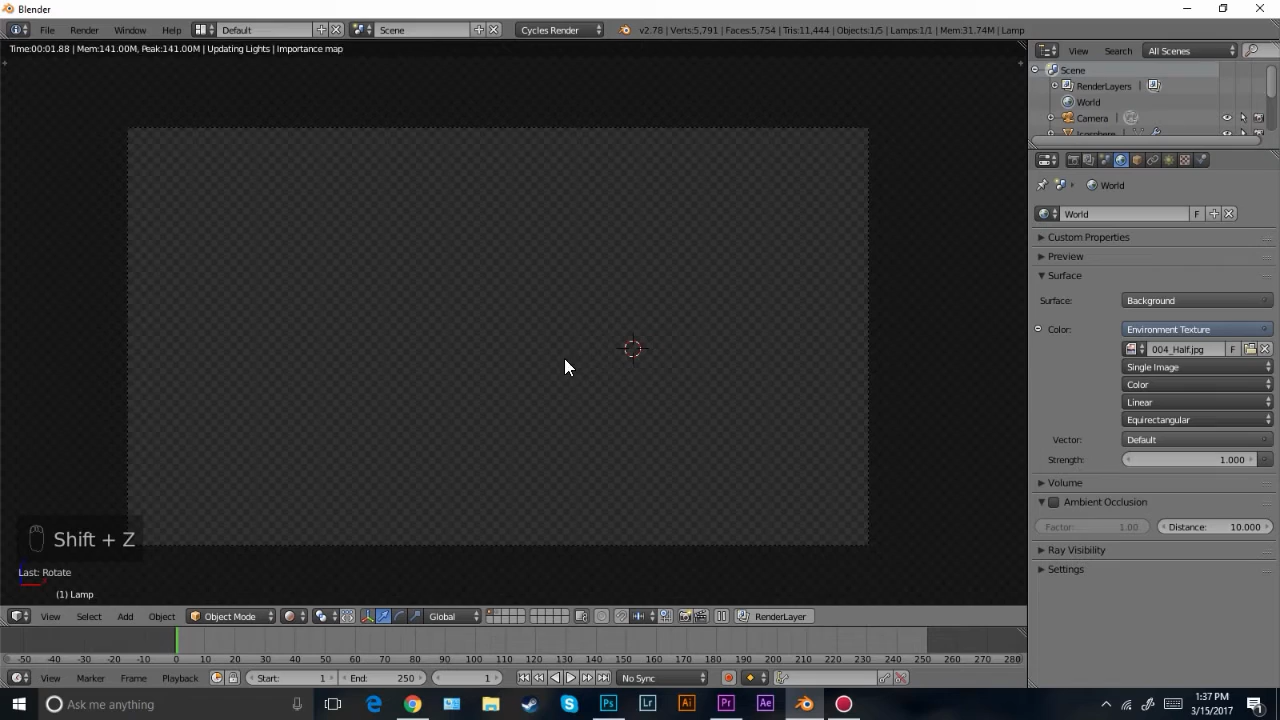 Blender
File Render Window Help Default Scene Cycles Render v2.78 | Verts:5,791 | Faces:5,754 | Tris:11,444 | Objects:1/5 | Lamps:1/1 | Mem:31.74M | Lamp
Time:00:01.88 | Mem:141.00M, Peak:141.00M | Updating Lights | Importance map
View Search All Scenes
Scene
RenderLayers
World
Camera
Icosphere
World
World F
Custom Properties
Preview
Surface
Surface: Background
Color: Environment Texture
004_Half.jpg F
Single Image
Color
Linear
Equirectangular
Vector: Default
Strength: 1.000
Volume
Ambient Occlusion
Factor: 1.00 Distance: 10.000
Ray Visibility
Settings
Shift + Z
Last: Rotate
(1) Lamp
View Select Add Object Object Mode Global RenderLayer
-50 -40 -30 -20 -10 0 10 20 30 40 50 60 70 80 90 100 110 120 130 140 150 160 170 180 190 200 210 220 230 240 250 260 270 280
View Marker Frame Playback Start: 1 End: 250 1 No Sync
Ask me anything
Ps Lr Ai Pr Ae
1:37 PM
3/15/2017